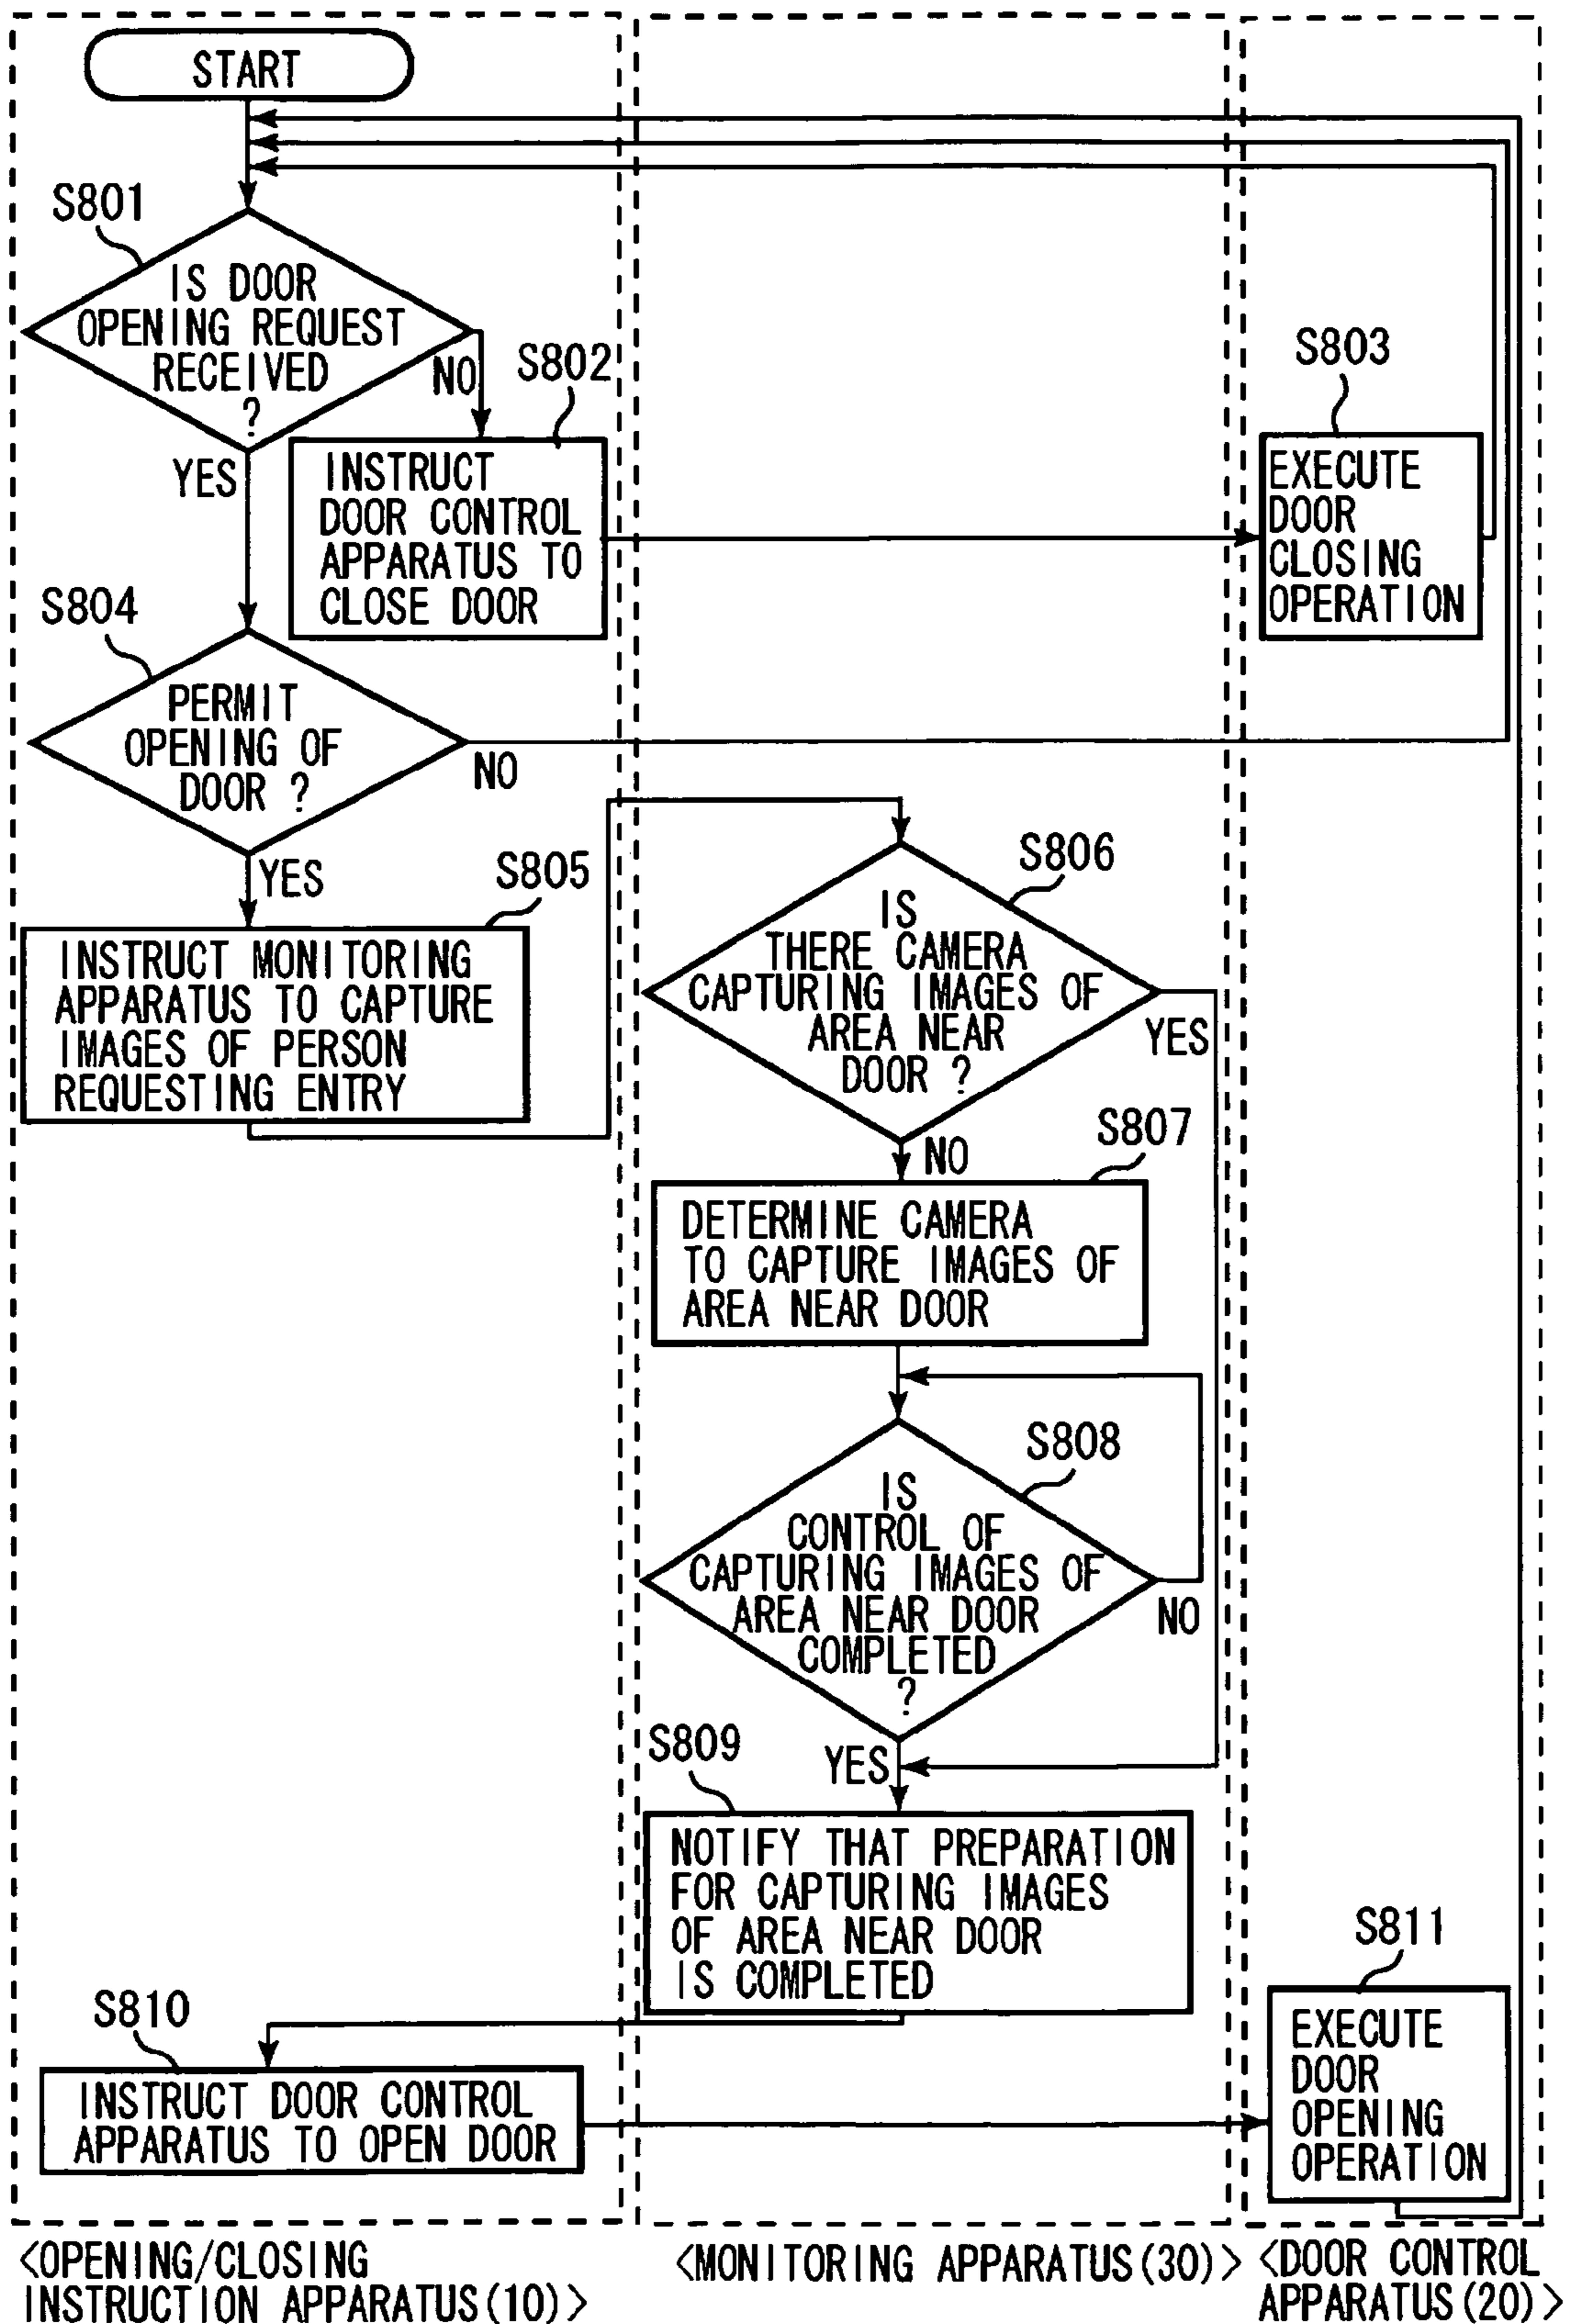 START
S801
IS DOOR
OPENING REQUEST
RECEIVED
?
NO
YES
S802
INSTRUCT
DOOR CONTROL
APPARATUS TO
CLOSE DOOR
S803
EXECUTE
DOOR
CLOSING
OPERATION
S804
PERMIT
OPENING OF
DOOR ?
NO
YES
S805
INSTRUCT MONITORING
APPARATUS TO CAPTURE
IMAGES OF PERSON
REQUESTING ENTRY
S806
IS
THERE CAMERA
CAPTURING IMAGES OF
AREA NEAR
DOOR ?
YES
NO
S807
DETERMINE CAMERA
TO CAPTURE IMAGES OF
AREA NEAR DOOR
S808
IS
CONTROL OF
CAPTURING IMAGES OF
AREA NEAR DOOR
COMPLETED
?
NO
YES
S809
NOTIFY THAT PREPARATION
FOR CAPTURING IMAGES
OF AREA NEAR DOOR
IS COMPLETED
S810
INSTRUCT DOOR CONTROL
APPARATUS TO OPEN DOOR
S811
EXECUTE
DOOR
OPENING
OPERATION
<OPENING/CLOSING
INSTRUCTION APPARATUS(10)>
<MONITORING APPARATUS(30)>
<DOOR CONTROL
APPARATUS(20)>